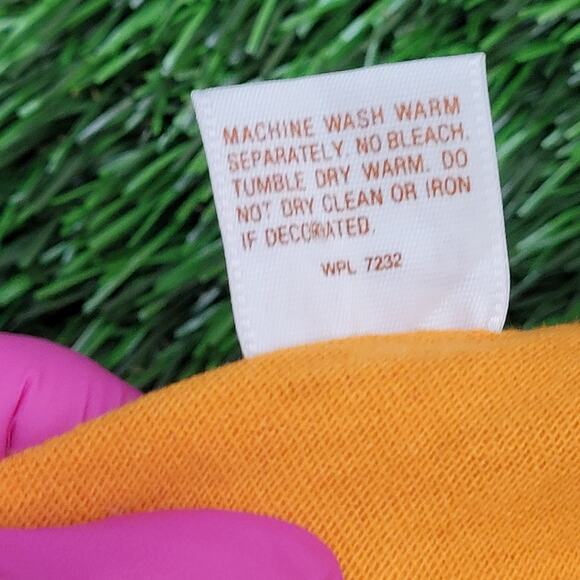 MACHINE WASH WARM
SEPARATELY. NO BLEACH.
TUMBLE DRY WARM. DO
NOT DRY CLEAN OR IRON
IF DECORATED.
WPL 7232